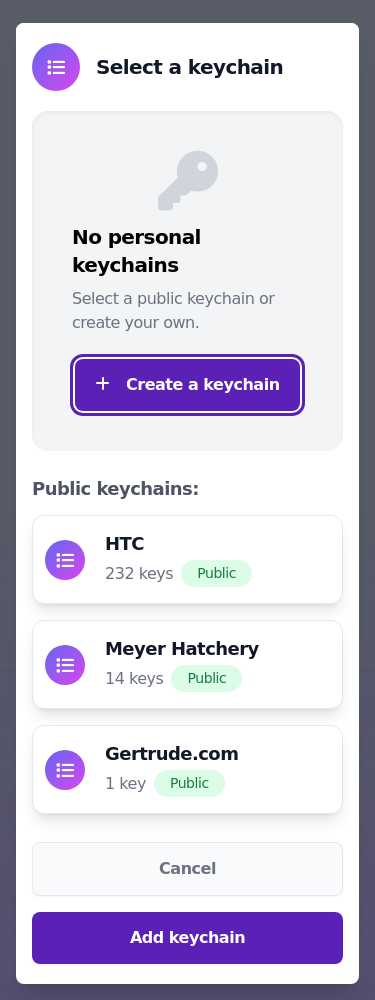 Select a keychain
No personal
keychains
Select a public keychain or
create your own.
Create a keychain
Public keychains:
HTC
232 keys Public
Meyer Hatchery
14 keys Public
Gertrude.com
1 key Public
Cancel
Add keychain